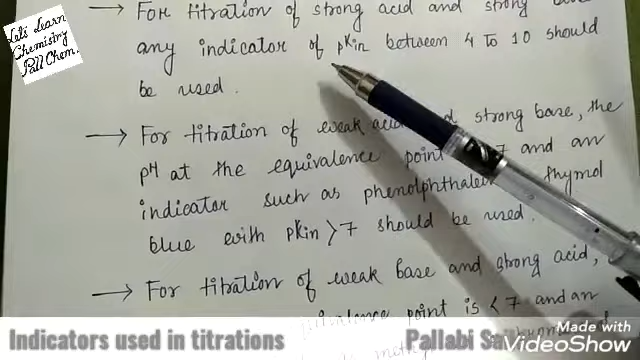 Let's Learn
Chemistry
Pall Chem.
→ For titration of strong acid and strong
any indicator of pKin between 4 to 10 should
be used.
→ For titration of weak acid and strong base, the
pH at the equivalence point 7 and an
indicator such as phenolphthalein thymol
blue with pKin > 7 should be used.
→ For titration of weak base and strong acid,
equivalence point is < 7 and an
Indicators used in titrations
Pallabi
Made with
VideoShow